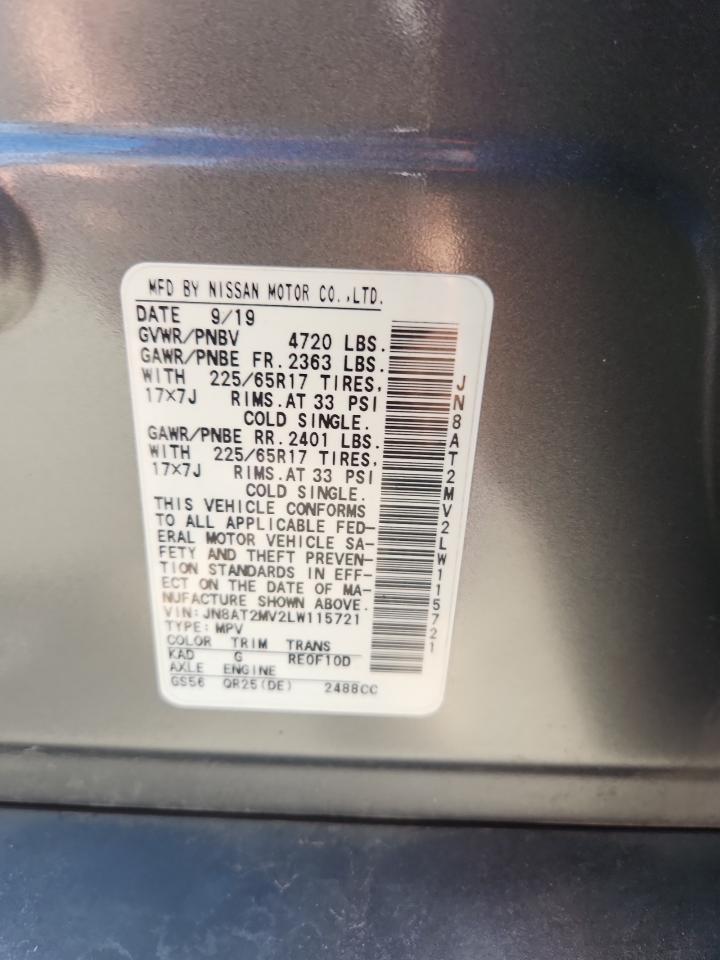 MFD BY NISSAN MOTOR CO.,LTD.
DATE 9/19
GVWR/PNBV 4720 LBS.
GAWR/PNBE FR. 2363 LBS.
WITH 225/65R17 TIRES,
17×7J RIMS. AT 33 PSI
COLD SINGLE.
GAWR/PNBE RR. 2401 LBS.
WITH 225/65R17 TIRES,
17×7J RIMS. AT 33 PSI
COLD SINGLE.
THIS VEHICLE CONFORMS
TO ALL APPLICABLE FED-
ERAL MOTOR VEHICLE SA-
FETY AND THEFT PREVEN-
TION STANDARDS IN EFF-
ECT ON THE DATE OF MA-
NUFACTURE SHOWN ABOVE.
VIN: JN8AT2MV2LW115721
TYPE: MPV
COLOR TRIM TRANS
KAD G RE0F10D
AXLE ENGINE
GS56 QR25(DE) 2488CC
JN8AT2MV2LW115721